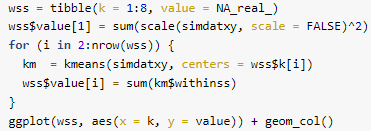 wss = tibble(k = 1:8, value = NA_real_)
wss$value[1] = sum(scale(simdatxy, scale = FALSE)^2)
for (i in 2:nrow(wss)) {
  km  = kmeans(simdatxy, centers = wss$k[i])
  wss$value[i] = sum(km$withinss)
}
ggplot(wss, aes(x = k, y = value)) + geom_col()